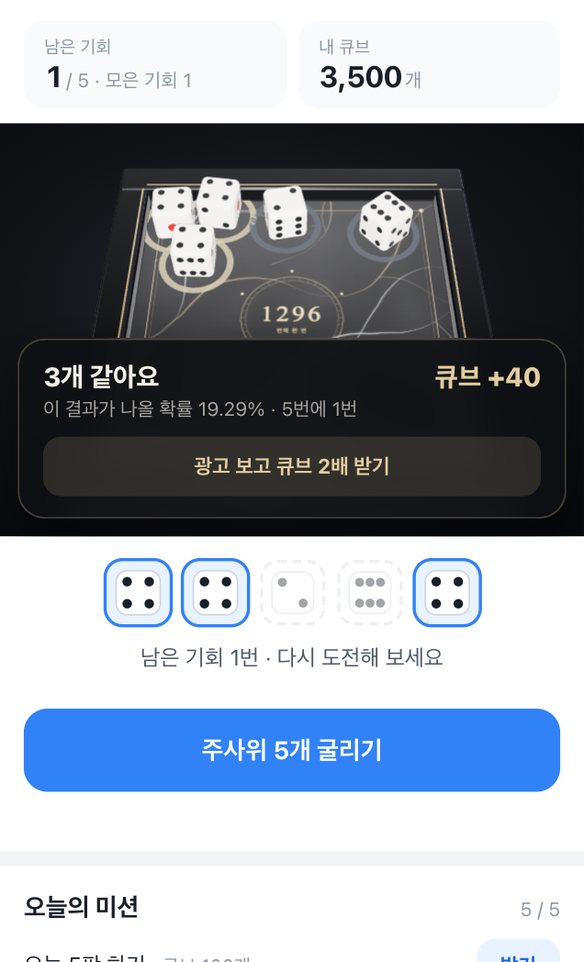 남은 기회
1 / 5 · 모은 기회 1
내 큐브
3,500개
1296
번째 판
3개 같아요
큐브 +40
이 결과가 나올 확률 19.29% · 5번에 1번
광고 보고 큐브 2배 받기
남은 기회 1번 · 다시 도전해 보세요
주사위 5개 굴리기
오늘의 미션
5 / 5